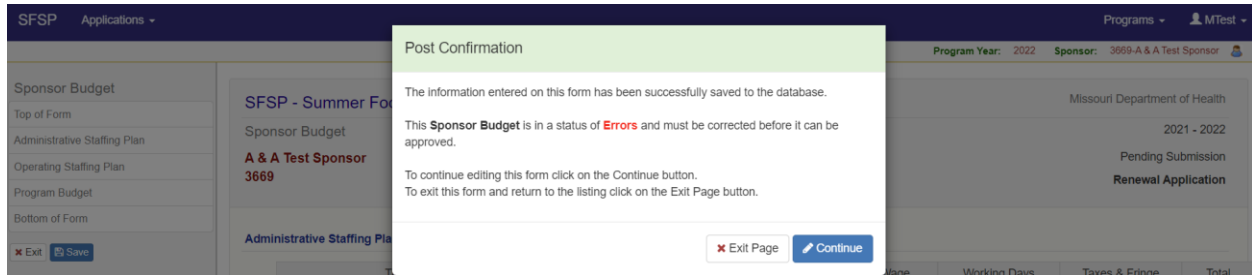 SFSP Applications Programs MTest
Program Year: 2022 Sponsor: 3669-A & A Test Sponsor
Sponsor Budget
Top of Form
Administrative Staffing Plan
Operating Staffing Plan
Program Budget
Bottom of Form
Exit Save
SFSP - Summer Foo
Sponsor Budget
A & A Test Sponsor
3669
Missouri Department of Health
2021 - 2022
Pending Submission
Renewal Application
Administrative Staffing Pla
Working Days Taxes & Fringe Total
Post Confirmation
The information entered on this form has been successfully saved to the database.
This Sponsor Budget is in a status of Errors and must be corrected before it can be
approved.
To continue editing this form click on the Continue button.
To exit this form and return to the listing click on the Exit Page button.
Exit Page Continue